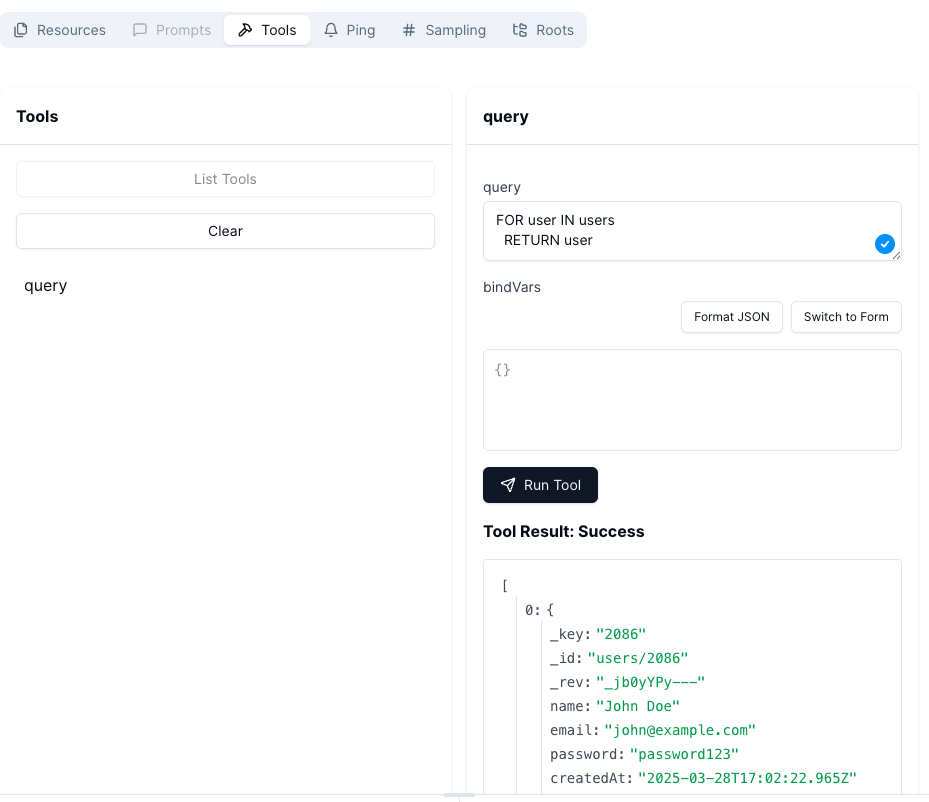 Resources Prompts Tools Ping Sampling Roots
Tools
List Tools
Clear
query
query
query
FOR user IN users
RETURN user
bindVars
Format JSON Switch to Form
{}
Run Tool
Tool Result: Success
[
0: {
_key: "2086"
_id: "users/2086"
_rev: "_jb0yYPy---"
name: "John Doe"
email: "john@example.com"
password: "password123"
createdAt: "2025-03-28T17:02:22.965Z"